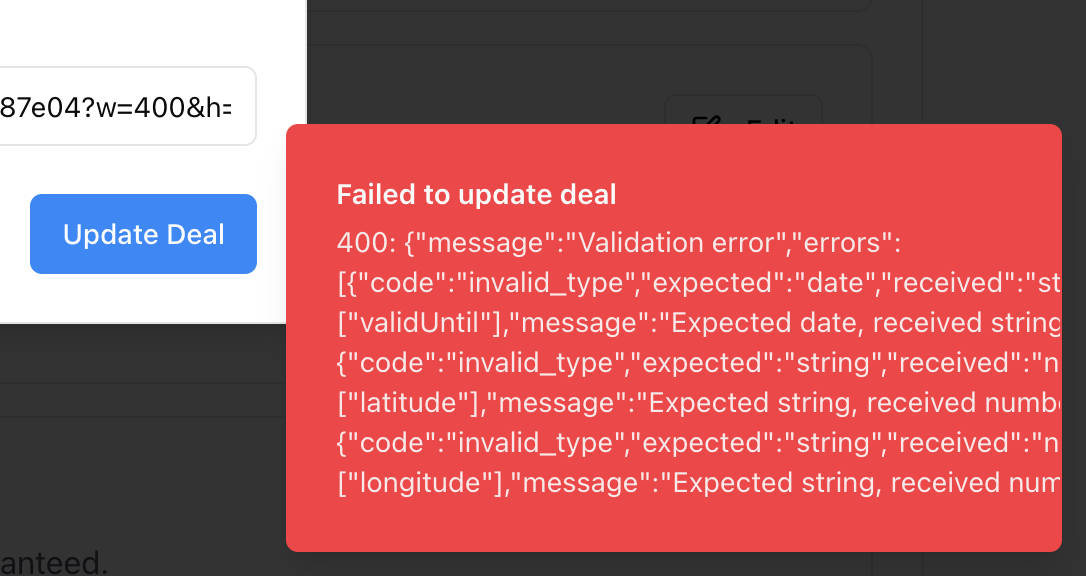 87e04?w=400&h=
Edit
Update Deal
Failed to update deal
400: {"message":"Validation error","errors":
[{"code":"invalid_type","expected":"date","received":"st
["validUntil"],"message":"Expected date, received string
{"code":"invalid_type","expected":"string","received":"n
["latitude"],"message":"Expected string, received numb
{"code":"invalid_type","expected":"string","received":"n
["longitude"],"message":"Expected string, received num
anteed.